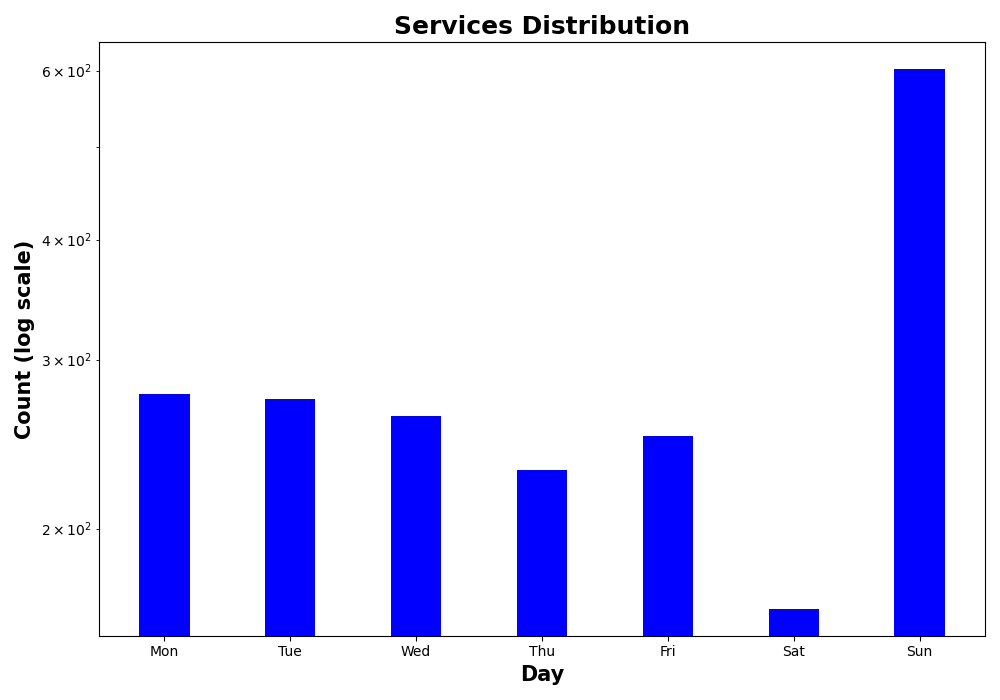 Services Distribution
6 × 10²
4 × 10²
3 × 10²
2 × 10²
Count (log scale)
Mon Tue Wed Thu Fri Sat Sun
Day